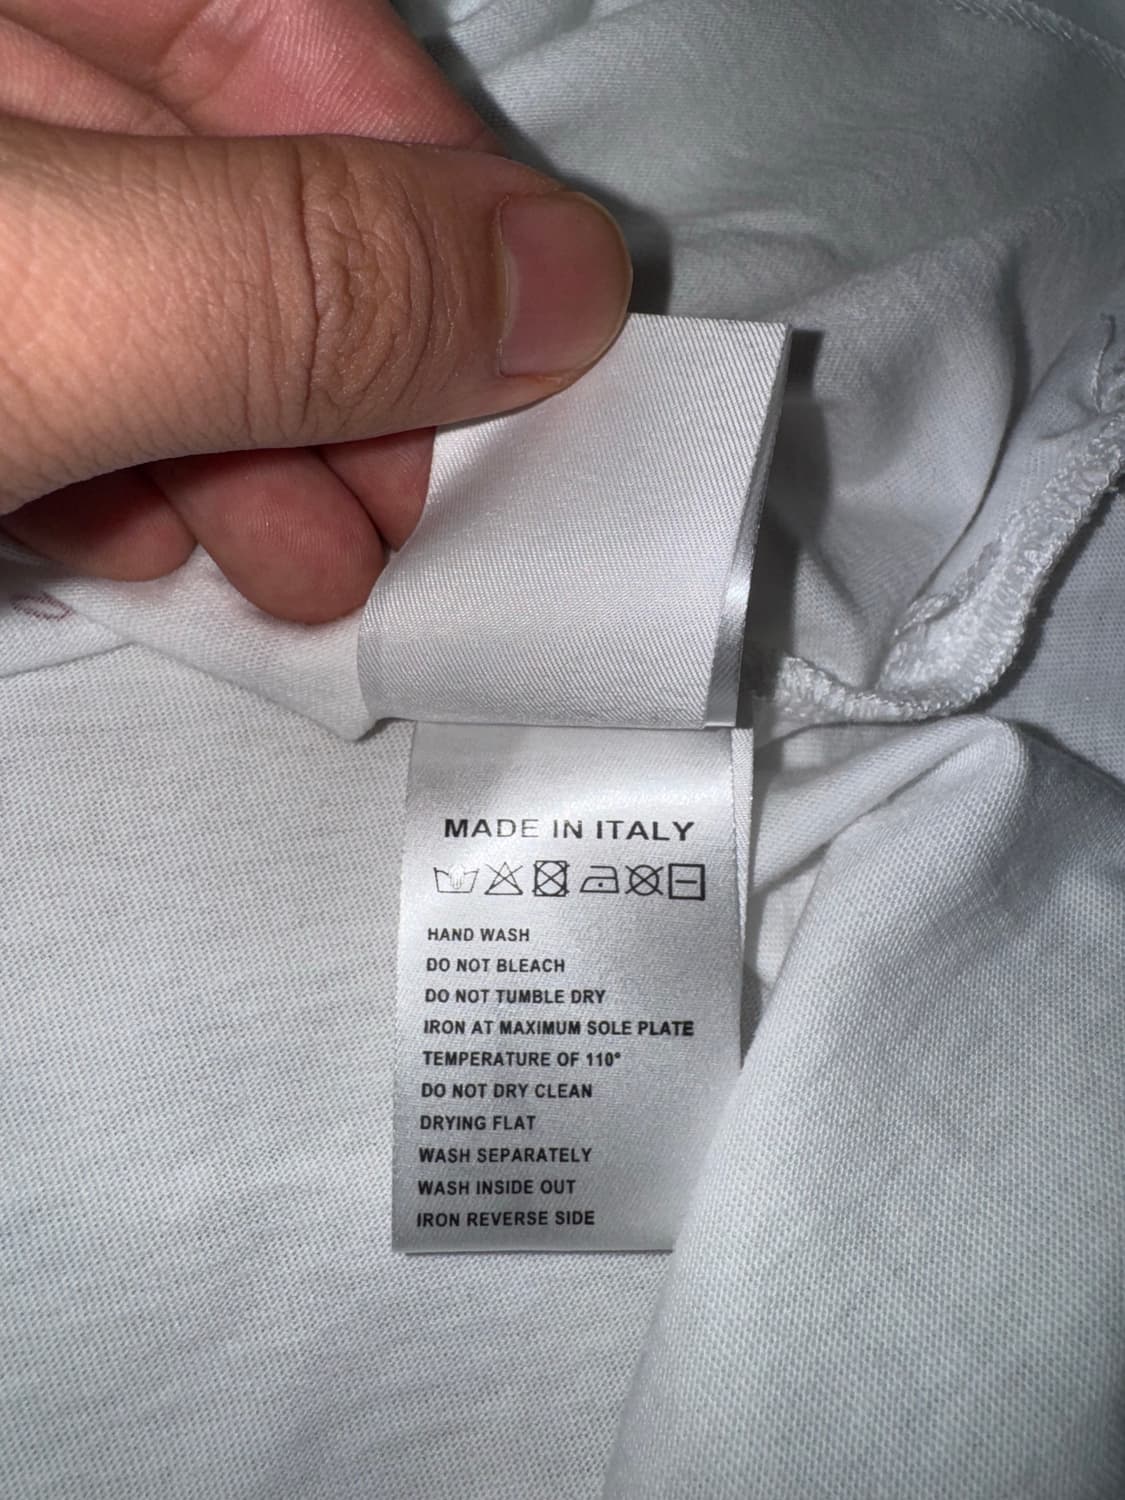 MADE IN ITALY
HAND WASH
DO NOT BLEACH
DO NOT TUMBLE DRY
IRON AT MAXIMUM SOLE PLATE
TEMPERATURE OF 110°
DO NOT DRY CLEAN
DRYING FLAT
WASH SEPARATELY
WASH INSIDE OUT
IRON REVERSE SIDE